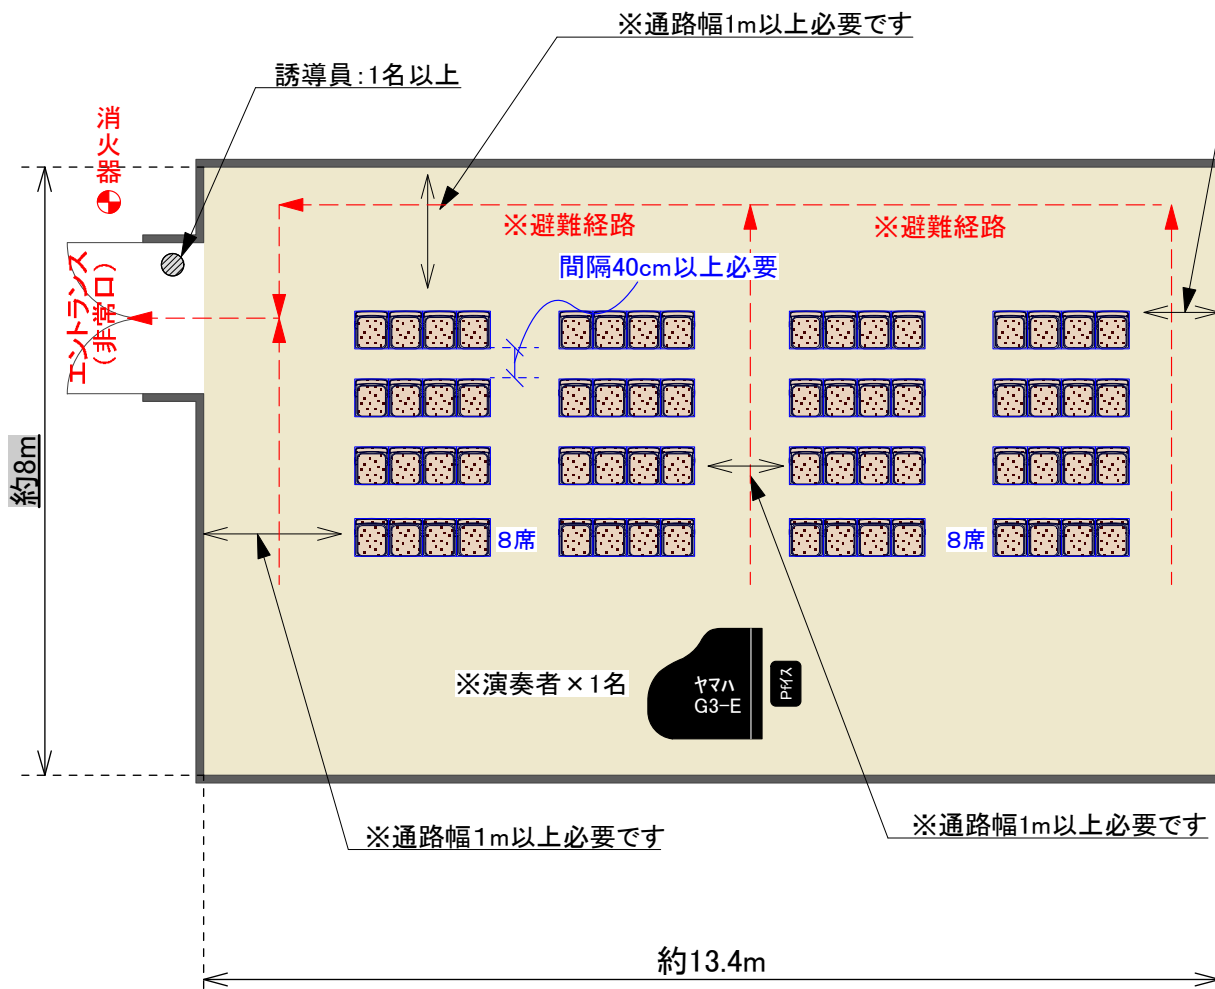 ※通路幅1m以上必要です
誘導員:1名以上
消火器
※避難経路
※避難経路
間隔40cm以上必要
エントランス
(非常口)
約8m
8席
8席
※演奏者×1名
ヤマハ
G3-E
Pfイス
※通路幅1m以上必要です
※通路幅1m以上必要です
約13.4m